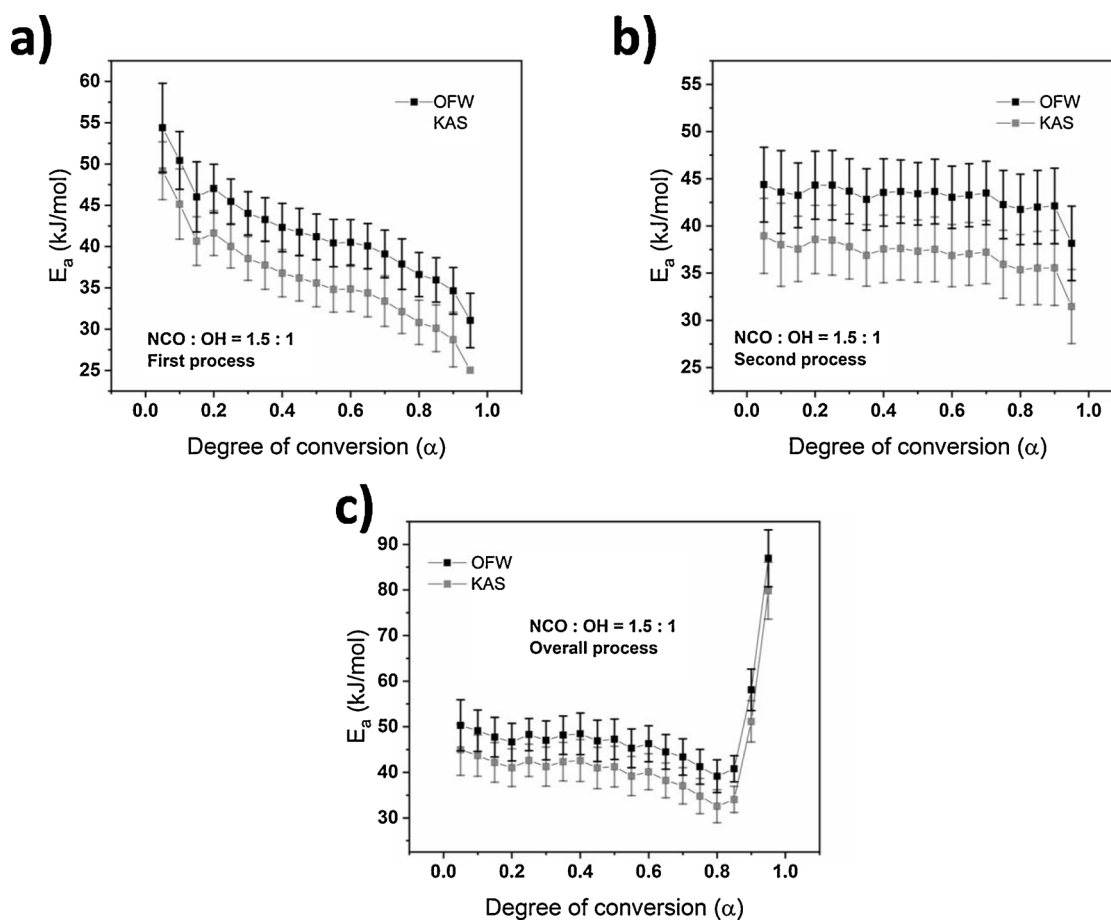 a)
60
55
50
45
40
35
30
25
E_a (kJ/mol)
OFW
KAS
NCO : OH = 1.5 : 1
First process
0.0 0.2 0.4 0.6 0.8 1.0
Degree of conversion (α)
b)
55
50
45
40
35
30
25
E_a (kJ/mol)
OFW
KAS
NCO : OH = 1.5 : 1
Second process
0.0 0.2 0.4 0.6 0.8 1.0
Degree of conversion (α)
c)
90
80
70
60
50
40
30
E_a (kJ/mol)
OFW
KAS
NCO : OH = 1.5 : 1
Overall process
0.0 0.2 0.4 0.6 0.8 1.0
Degree of conversion (α)